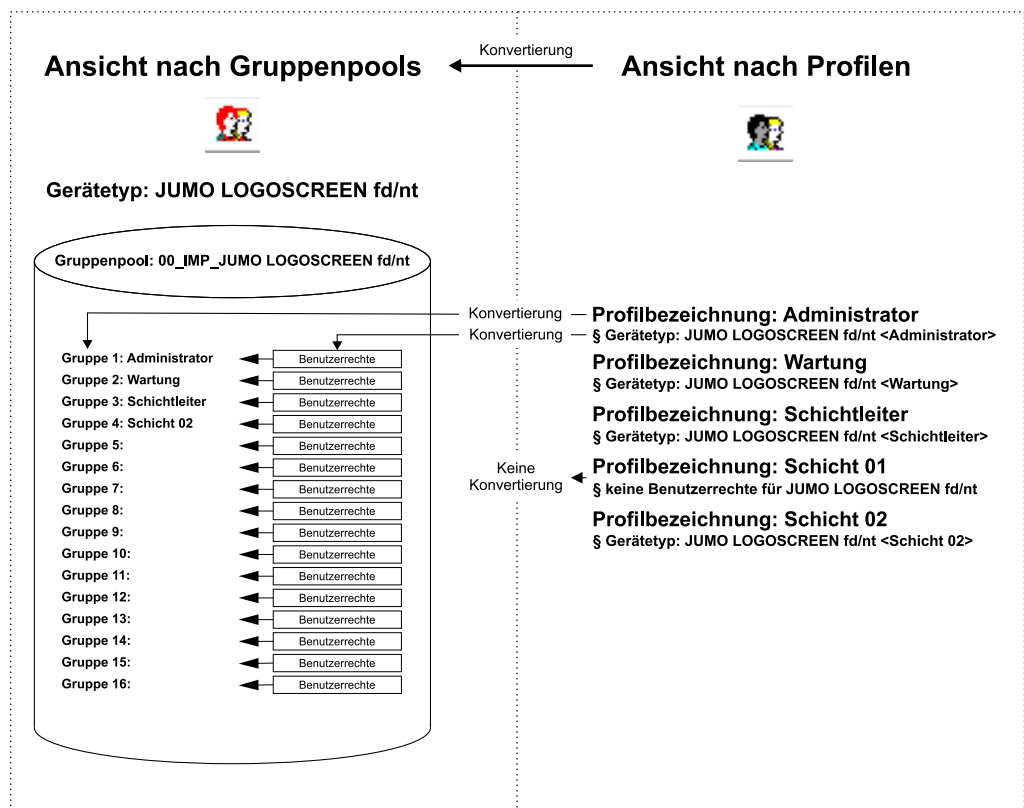 Konvertierung
Ansicht nach Gruppenpools
Ansicht nach Profilen
Gerätetyp: JUMO LOGOSCREEN fd/nt
Gruppenpool: 00_IMP_JUMO LOGOSCREEN fd/nt
Konvertierung
Konvertierung
Gruppe 1: Administrator Benutzerrechte
Gruppe 2: Wartung Benutzerrechte
Gruppe 3: Schichtleiter Benutzerrechte
Gruppe 4: Schicht 02 Benutzerrechte
Gruppe 5: Benutzerrechte
Gruppe 6: Benutzerrechte
Gruppe 7: Benutzerrechte
Gruppe 8: Benutzerrechte
Gruppe 9: Benutzerrechte
Gruppe 10: Benutzerrechte
Gruppe 11: Benutzerrechte
Gruppe 12: Benutzerrechte
Gruppe 13: Benutzerrechte
Gruppe 14: Benutzerrechte
Gruppe 15: Benutzerrechte
Gruppe 16: Benutzerrechte
Profilbezeichnung: Administrator
§ Gerätetyp: JUMO LOGOSCREEN fd/nt <Administrator>
Profilbezeichnung: Wartung
§ Gerätetyp: JUMO LOGOSCREEN fd/nt <Wartung>
Profilbezeichnung: Schichtleiter
§ Gerätetyp: JUMO LOGOSCREEN fd/nt <Schichtleiter>
Keine
Konvertierung
Profilbezeichnung: Schicht 01
§ keine Benutzerrechte für JUMO LOGOSCREEN fd/nt
Profilbezeichnung: Schicht 02
§ Gerätetyp: JUMO LOGOSCREEN fd/nt <Schicht 02>